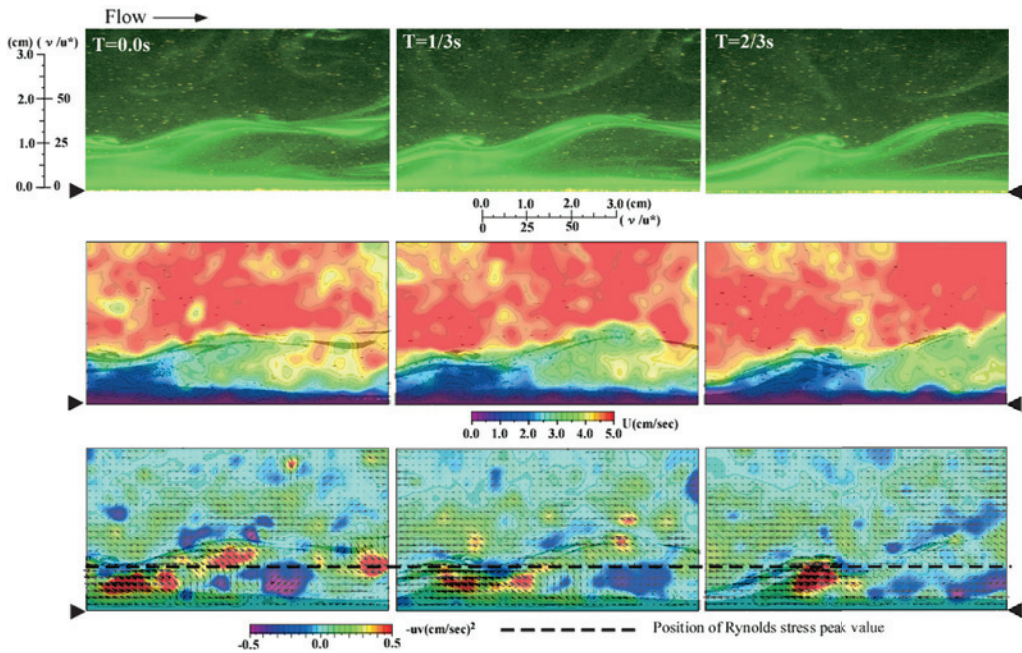 Flow
(cm) ( ν/u*)
T=0.0s
T=1/3s
T=2/3s
3.0
2.0 50
1.0 25
0.0 0
0.0 1.0 2.0 3.0 (cm)
0 25 50 ( ν/u*)
0.0 1.0 2.0 3.0 4.0 5.0 U(cm/sec)
-0.5 0.0 0.5 -uv(cm/sec)²
Position of Rynolds stress peak value